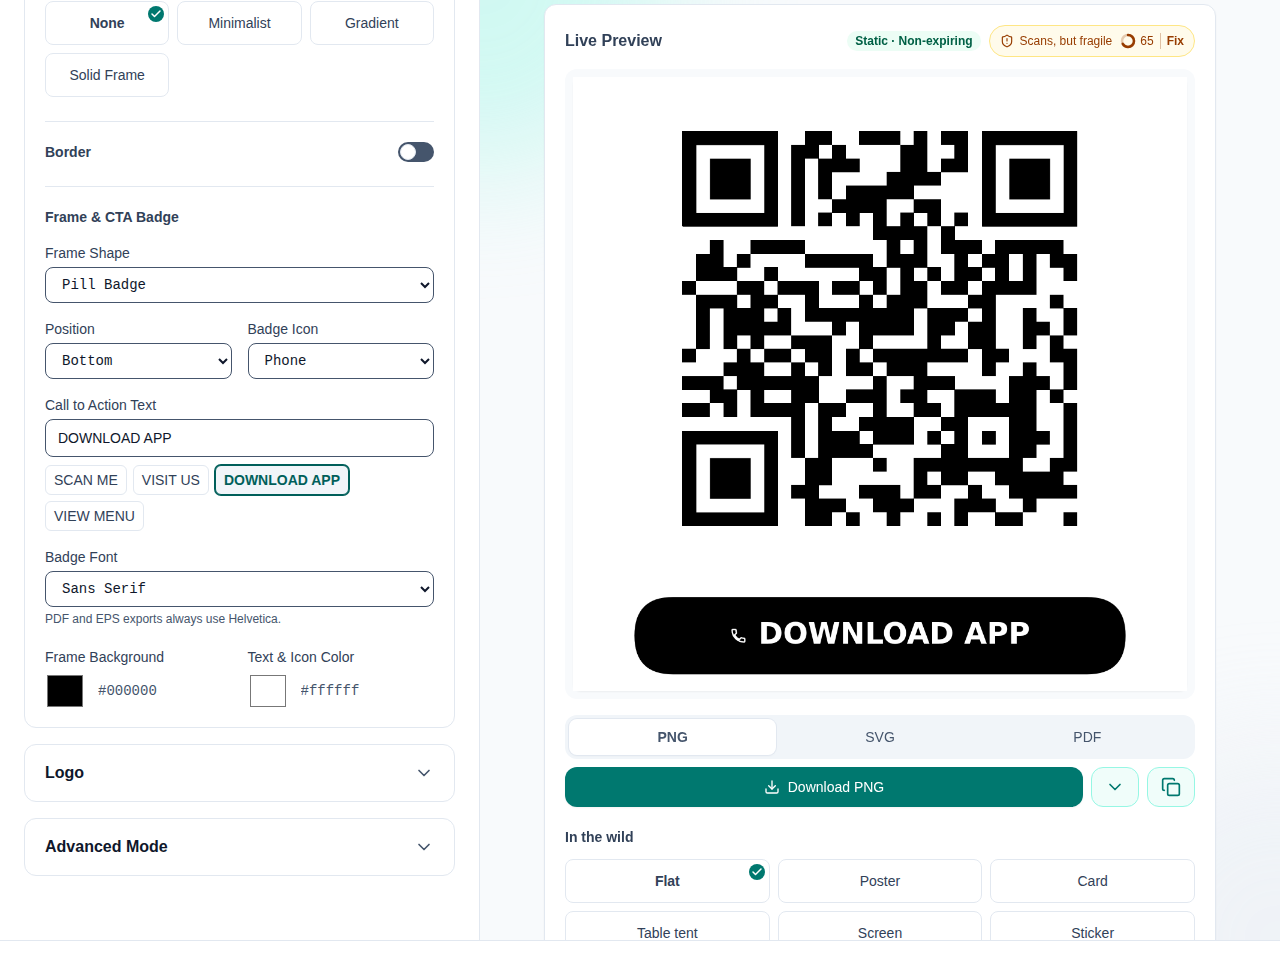 None
Minimalist
Gradient
Solid Frame
Border
Frame & CTA Badge
Frame Shape
Pill Badge
Position
Badge Icon
Bottom
Phone
Call to Action Text
DOWNLOAD APP
SCAN ME
VISIT US
DOWNLOAD APP
VIEW MENU
Badge Font
Sans Serif
PDF and EPS exports always use Helvetica.
Frame Background
Text & Icon Color
#000000
#ffffff
Logo
Advanced Mode
Live Preview
Static · Non-expiring
Scans, but fragile 65 Fix
DOWNLOAD APP
PNG
SVG
PDF
Download PNG
In the wild
Flat
Poster
Card
Table tent
Screen
Sticker